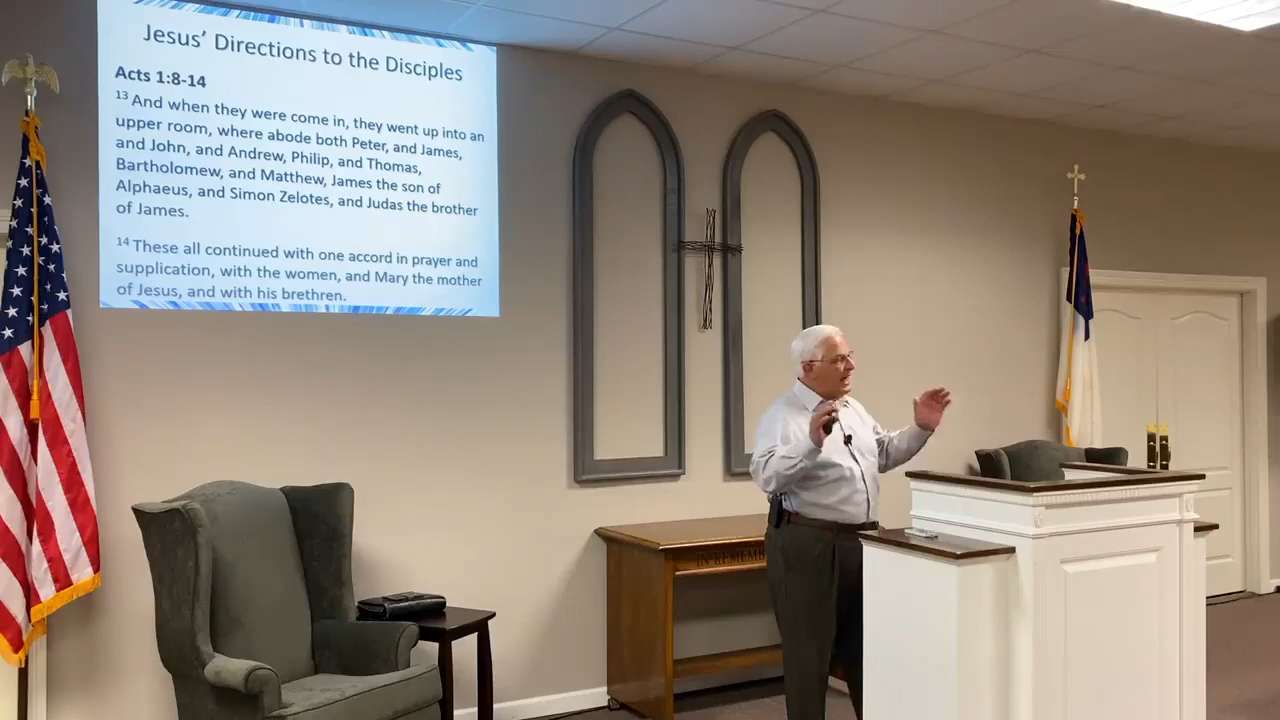 Jesus’ Directions to the Disciples
Acts 1:8-14
13 And when they were come in, they went up into an
upper room, where abode both Peter, and James,
and John, and Andrew, Philip, and Thomas,
Bartholomew, and Matthew, James the son of
Alphaeus, and Simon Zelotes, and Judas the brother
of James.
14 These all continued with one accord in prayer and
supplication, with the women, and Mary the mother
of Jesus, and with his brethren.
IN REMEMB